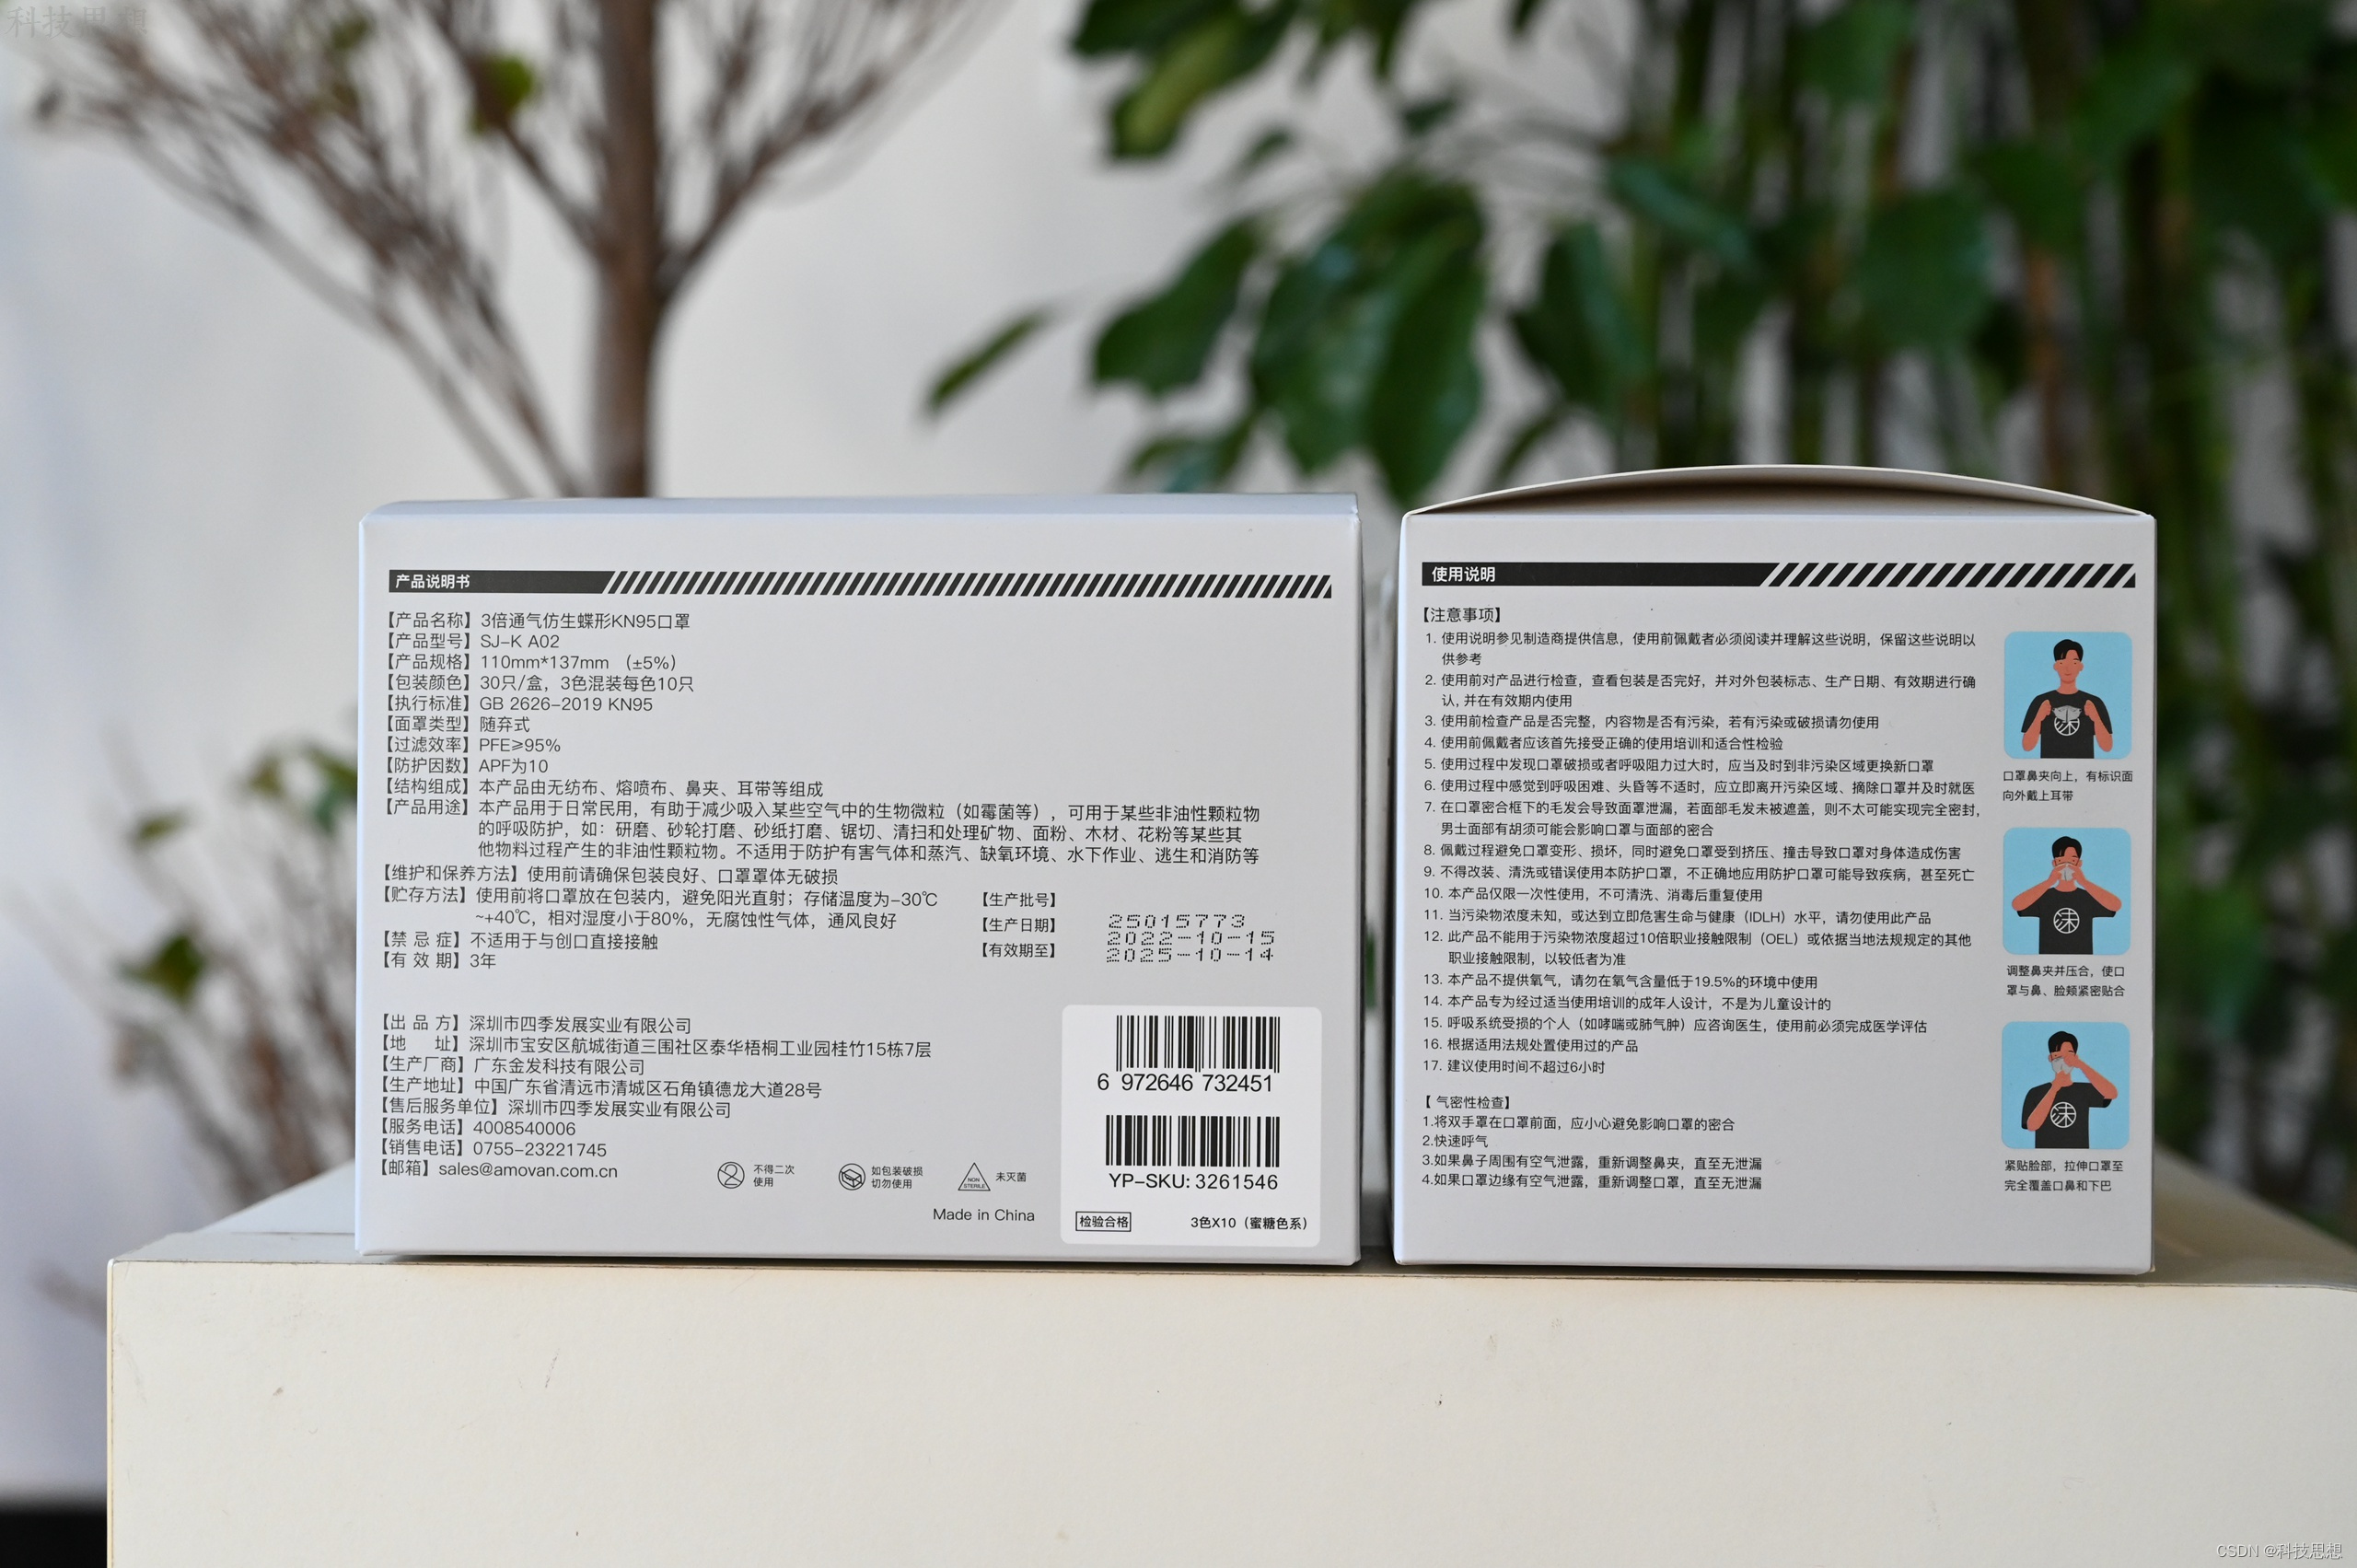 科技思想
产品说明书
【产品名称】3倍通气仿生蝶形KN95口罩
【产品型号】SJ-K A02
【产品规格】110mm*137mm （±5%）
【包装颜色】30只/盒，3色混装每色10只
【执行标准】GB 2626-2019 KN95
【面罩类型】随弃式
【过滤效率】PFE≥95%
【防护因数】APF为10
【结构组成】本产品由无纺布、熔喷布、鼻夹、耳带等组成
【产品用途】本产品用于日常民用，有助于减少吸入某些空气中的生物微粒（如霉菌等），可用于某些非油性颗粒物
的呼吸防护，如：研磨、砂轮打磨、砂纸打磨、锯切、清扫和处理矿物、面粉、木材、花粉等某些其
他物料过程产生的非油性颗粒物。不适用于防护有害气体和蒸汽、缺氧环境、水下作业、逃生和消防等
【维护和保养方法】使用前请确保包装良好、口罩罩体无破损
【贮存方法】使用前将口罩放在包装内，避免阳光直射；存储温度为-30℃
~+40℃，相对湿度小于80%，无腐蚀性气体，通风良好
【禁 忌 症】不适用于与创口直接接触
【有 效 期】3年
【生产批号】
【生产日期】
【有效期至】
25015773
2022-10-15
2025-10-14
【出 品 方】深圳市四季发展实业有限公司
【地 址】深圳市宝安区航城街道三围社区泰华梧桐工业园桂竹15栋7层
【生产厂商】广东金发科技有限公司
【生产地址】中国广东省清远市清城区石角镇德龙大道28号
【售后服务单位】深圳市四季发展实业有限公司
【服务电话】4008540006
【销售电话】0755-23221745
【邮箱】sales@amovan.com.cn
2
不得二次
使用
如包装破损
切勿使用
NON
STERILE
未灭菌
Made in China
6 972646 732451
YP-SKU: 3261546
检验合格
3色X10（蜜糖色系）
使用说明
【注意事项】
1. 使用说明参见制造商提供信息，使用前佩戴者必须阅读并理解这些说明，保留这些说明以
供参考
2. 使用前对产品进行检查，查看包装是否完好，并对外包装标志、生产日期、有效期进行确
认，并在有效期内使用
3. 使用前检查产品是否完整，内容物是否有污染，若有污染或破损请勿使用
4. 使用前佩戴者应该首先接受正确的使用培训和适合性检验
5. 使用过程中发现口罩破损或者呼吸阻力过大时，应当及时到非污染区域更换新口罩
6. 使用过程中感觉到呼吸困难、头昏等不适时，应立即离开污染区域、摘除口罩并及时就医
7. 在口罩密合框下的毛发会导致面罩泄漏，若面部毛发未被遮盖，则不太可能实现完全密封，
男士面部有胡须可能会影响口罩与面部的密合
8. 佩戴过程避免口罩变形、损坏，同时避免口罩受到挤压、撞击导致口罩对身体造成伤害
9. 不得改装、清洗或错误使用本防护口罩，不正确地应用防护口罩可能导致疾病，甚至死亡
10. 本产品仅限一次性使用，不可清洗、消毒后重复使用
11. 当污染物浓度未知，或达到立即危害生命与健康（IDLH）水平，请勿使用此产品
12. 此产品不能用于污染物浓度超过10倍职业接触限制（OEL）或依据当地法规规定的其他
职业接触限制，以较低者为准
13. 本产品不提供氧气，请勿在氧气含量低于19.5%的环境中使用
14. 本产品专为经过适当使用培训的成年人设计，不是为儿童设计的
15. 呼吸系统受损的个人（如哮喘或肺气肿）应咨询医生，使用前必须完成医学评估
16. 根据适用法规处置使用过的产品
17. 建议使用时间不超过6小时
【 气密性检查】
1.将双手罩在口罩前面，应小心避免影响口罩的密合
2.快速呼气
3.如果鼻子周围有空气泄露，重新调整鼻夹，直至无泄漏
4.如果口罩边缘有空气泄露，重新调整口罩，直至无泄漏
口罩鼻夹向上，有标识面
向外戴上耳带
调整鼻夹并压合，使口
罩与鼻、脸颊紧密贴合
紧贴脸部，拉伸口罩至
完全覆盖口鼻和下巴
CSDN @科技思想